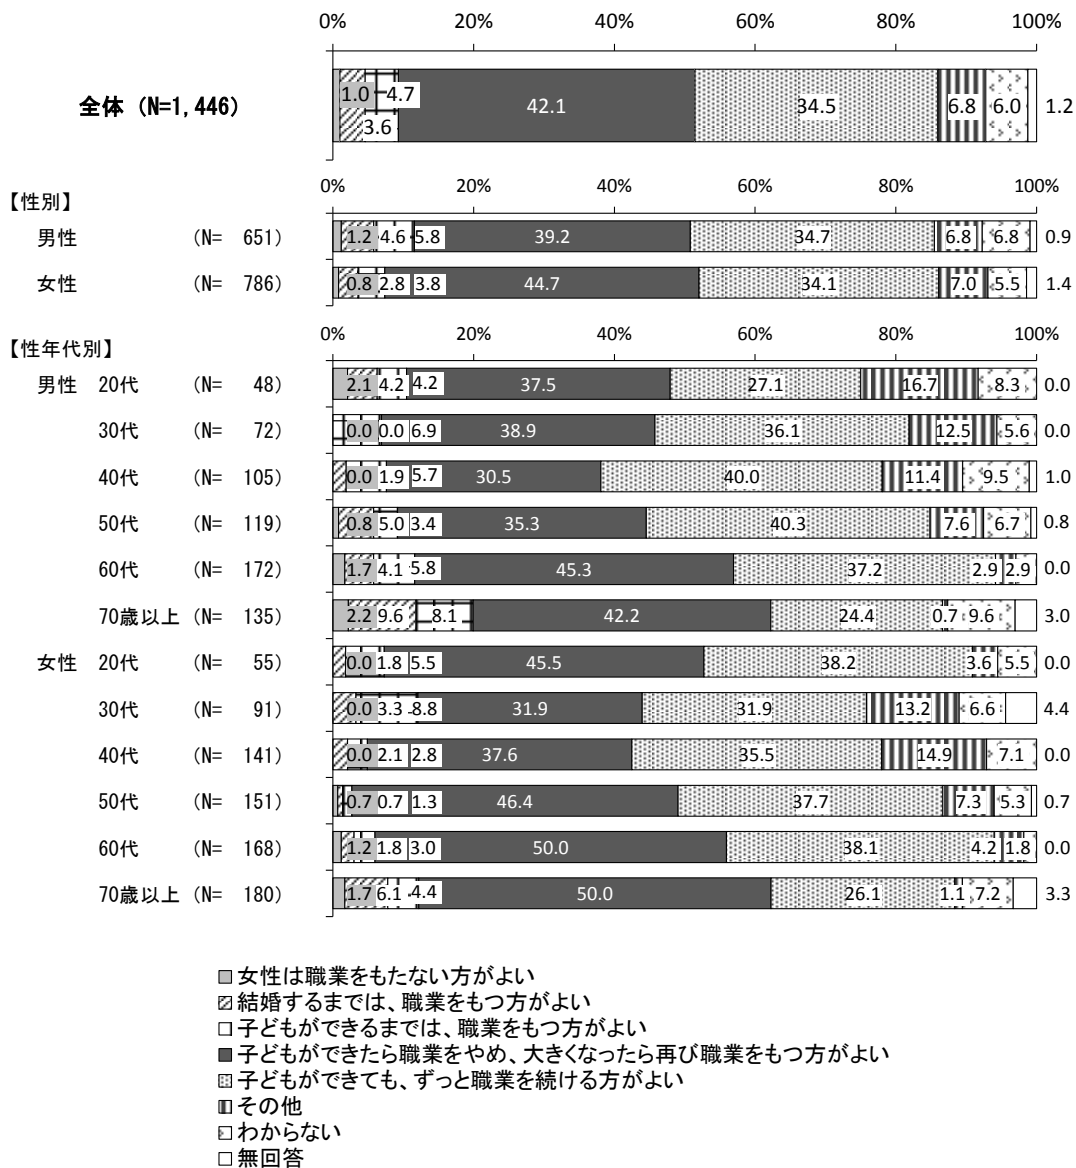 0% 20% 40% 60% 80% 100%
全体 (N=1,446) 1.0 3.6 4.7 42.1 34.5 6.8 6.0 1.2
【性別】 0% 20% 40% 60% 80% 100%
男性 (N= 651) 1.2 4.6 5.8 39.2 34.7 6.8 6.8 0.9
女性 (N= 786) 0.8 2.8 3.8 44.7 34.1 7.0 5.5 1.4
【性年代別】 0% 20% 40% 60% 80% 100%
男性 20代 (N= 48) 2.1 4.2 4.2 37.5 27.1 16.7 8.3 0.0
30代 (N= 72) 0.0 0.0 6.9 38.9 36.1 12.5 5.6 0.0
40代 (N= 105) 0.0 1.9 5.7 30.5 40.0 11.4 9.5 1.0
50代 (N= 119) 0.8 5.0 3.4 35.3 40.3 7.6 6.7 0.8
60代 (N= 172) 1.7 4.1 5.8 45.3 37.2 2.9 2.9 0.0
70歳以上 (N= 135) 2.2 9.6 8.1 42.2 24.4 0.7 9.6 3.0
女性 20代 (N= 55) 0.0 1.8 5.5 45.5 38.2 3.6 5.5 0.0
30代 (N= 91) 0.0 3.3 8.8 31.9 31.9 13.2 6.6 4.4
40代 (N= 141) 0.0 2.1 2.8 37.6 35.5 14.9 7.1 0.0
50代 (N= 151) 0.7 0.7 1.3 46.4 37.7 7.3 5.3 0.7
60代 (N= 168) 1.2 1.8 3.0 50.0 38.1 4.2 1.8 0.0
70歳以上 (N= 180) 1.7 6.1 4.4 50.0 26.1 1.1 7.2 3.3
女性は職業をもたない方がよい
結婚するまでは、職業をもつ方がよい
子どもができるまでは、職業をもつ方がよい
子どもができたら職業をやめ、大きくなったら再び職業をもつ方がよい
子どもができても、ずっと職業を続ける方がよい
その他
わからない
無回答